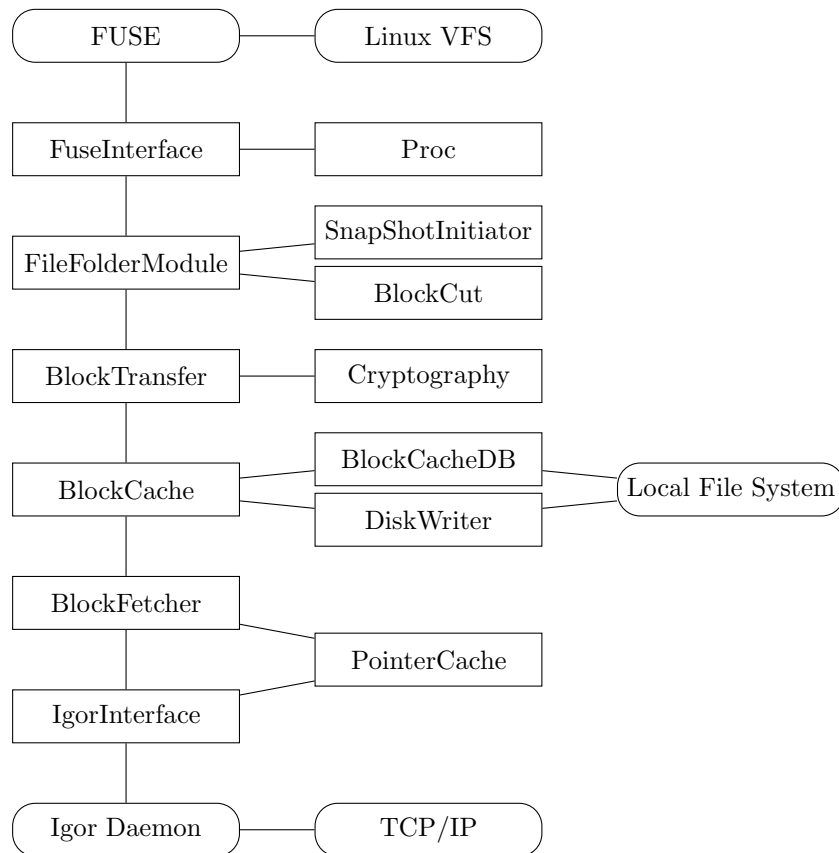 FUSE
Linux VFS
FuseInterface
Proc
SnapShotInitiator
FileFolderModule
BlockCut
BlockTransfer
Cryptography
BlockCacheDB
BlockCache
Local File System
DiskWriter
BlockFetcher
PointerCache
IgorInterface
Igor Daemon
TCP/IP